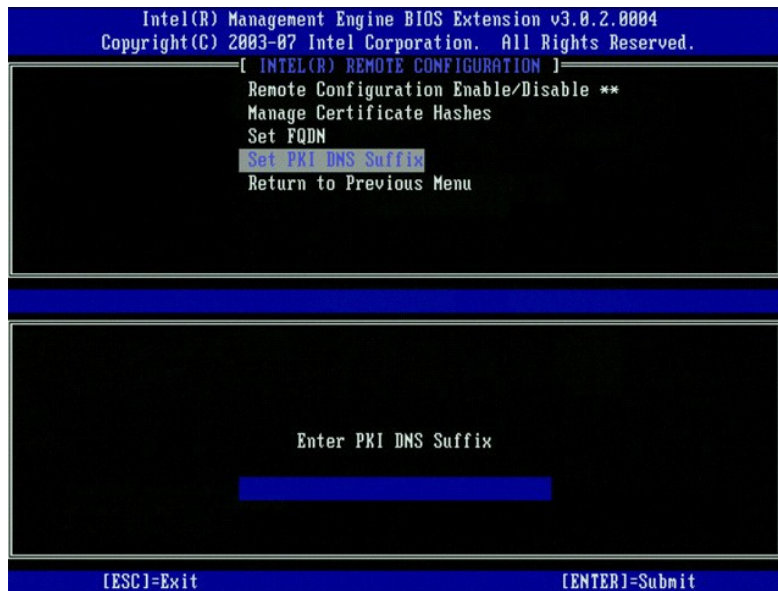 Intel(R) Management Engine BIOS Extension v3.0.2.0004
Copyright(C) 2003-07 Intel Corporation. All Rights Reserved.
[ INTEL(R) REMOTE CONFIGURATION ]
Remote Configuration Enable/Disable **
Manage Certificate Hashes
Set FQDN
Set PKI DNS Suffix
Return to Previous Menu
Enter PKI DNS Suffix
[ESC]=Exit [ENTER]=Submit